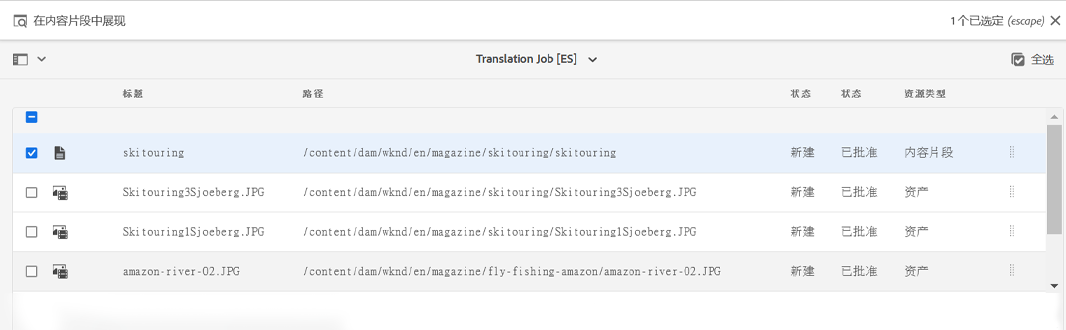 在内容片段中展现 1个已选定 (escape)
Translation Job [ES] 全选
标题 路径 状态 状态 资源类型
skitouring /content/dam/wknd/en/magazine/skitouring/skitouring 新建 已批准 内容片段
Skitouring3Sjoeberg.JPG /content/dam/wknd/en/magazine/skitouring/Skitouring3Sjoeberg.JPG 新建 已批准 资产
Skitouring1Sjoeberg.JPG /content/dam/wknd/en/magazine/skitouring/Skitouring1Sjoeberg.JPG 新建 已批准 资产
amazon-river-02.JPG /content/dam/wknd/en/magazine/fly-fishing-amazon/amazon-river-02.JPG 新建 已批准 资产